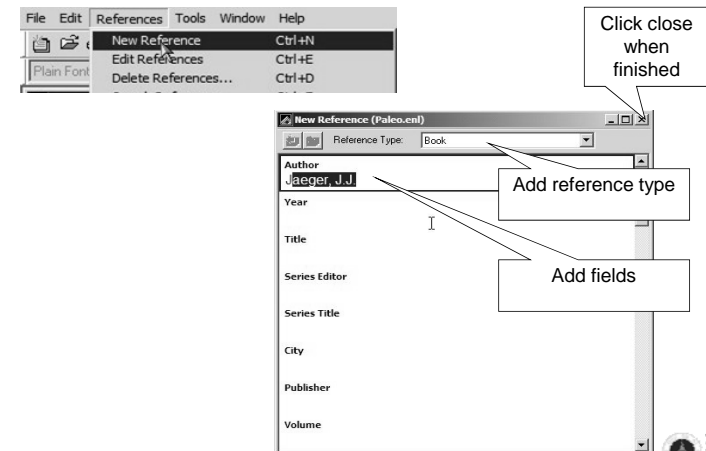 File Edit References Tools Window Help
New Reference Ctrl+N
Edit References Ctrl+E
Plain Font
Delete References... Ctrl+D
Click close
when
finished
New Reference (Paleo.enl)
Reference Type: Book
Author
Jaeger, J.J.
Add reference type
Year
Title
Add fields
Series Editor
Series Title
City
Publisher
Volume